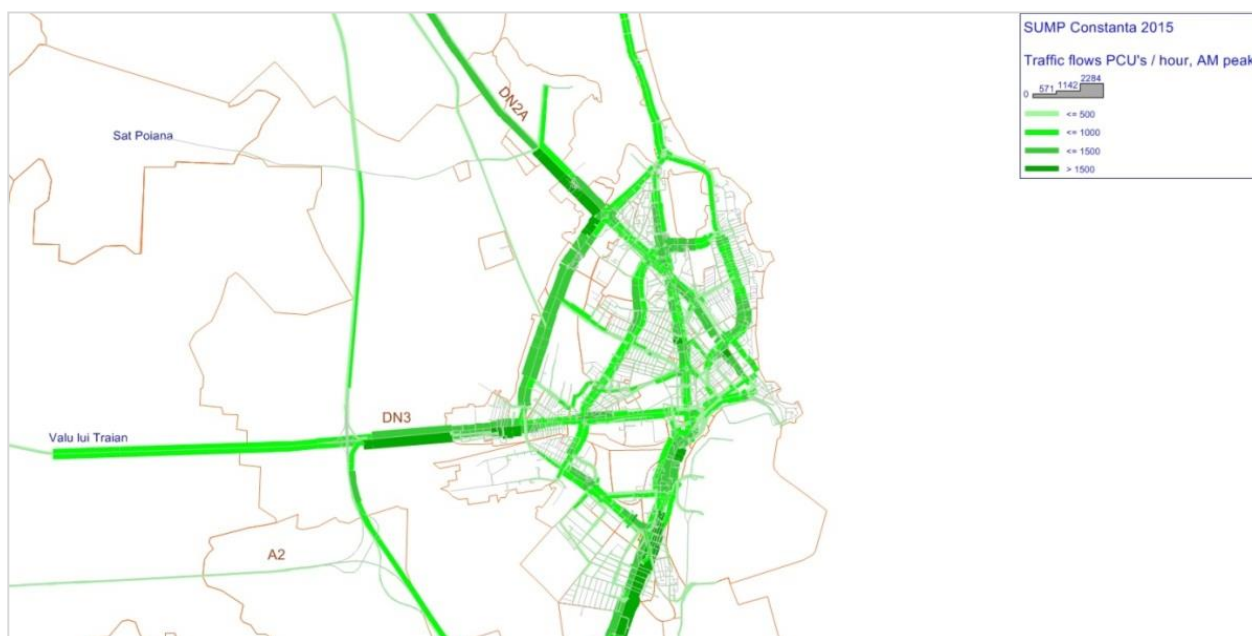 SUMP Constanta 2015
Traffic flows PCU's / hour, AM peak
0 571 1142 2284
<= 500
<= 1000
<= 1500
> 1500
DN2A
Sat Poiana
DN3
Valu lui Traian
A2